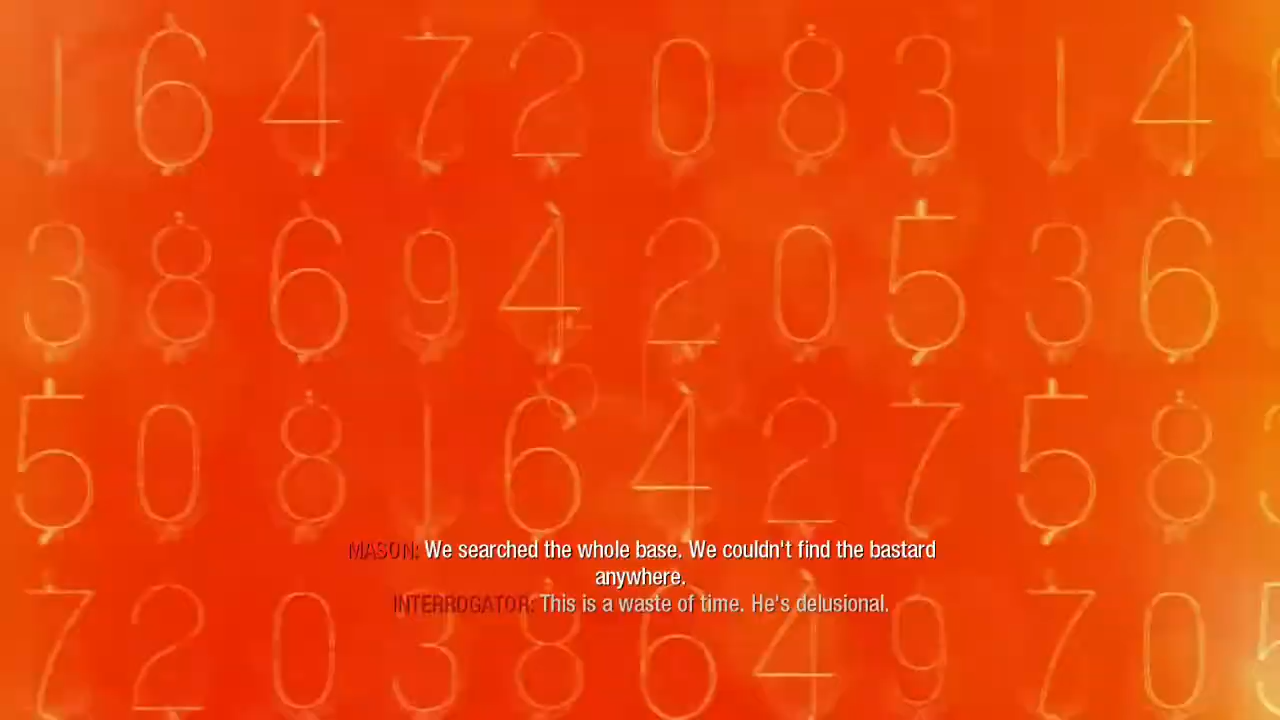 1 6 4 7 2 0 8 3 1 4
3 8 6 9 4 2 0 5 3 6
5 0 8 1 6 4 2 7 5 8
MASON: We searched the whole base. We couldn't find the bastard
anywhere.
INTERROGATOR: This is a waste of time. He's delusional.
7 2 0 3 8 6 4 9 7 0 5